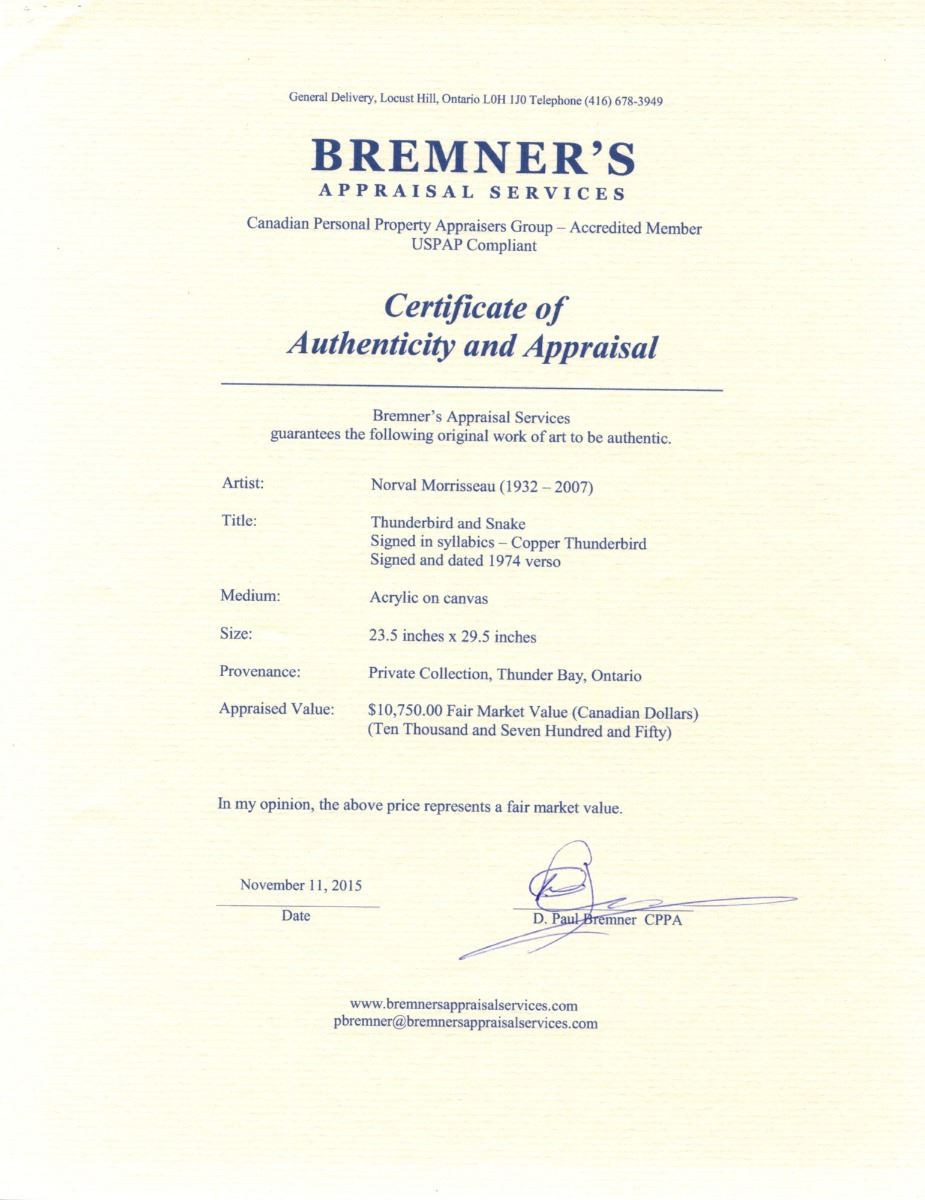 General Delivery, Locust Hill, Ontario L0H 1J0 Telephone (416) 678-3949
BREMNER'S
APPRAISAL SERVICES
Canadian Personal Property Appraisers Group – Accredited Member
USPAP Compliant
Certificate of
Authenticity and Appraisal
Bremner's Appraisal Services
guarantees the following original work of art to be authentic.
Artist: Norval Morrisseau (1932 – 2007)
Title: Thunderbird and Snake
Signed in syllabics – Copper Thunderbird
Signed and dated 1974 verso
Medium: Acrylic on canvas
Size: 23.5 inches x 29.5 inches
Provenance: Private Collection, Thunder Bay, Ontario
Appraised Value: $10,750.00 Fair Market Value (Canadian Dollars)
(Ten Thousand and Seven Hundred and Fifty)
In my opinion, the above price represents a fair market value.
November 11, 2015
Date D. Paul Bremner CPPA
www.bremnersappraisalservices.com
pbremner@bremnersappraisalservices.com